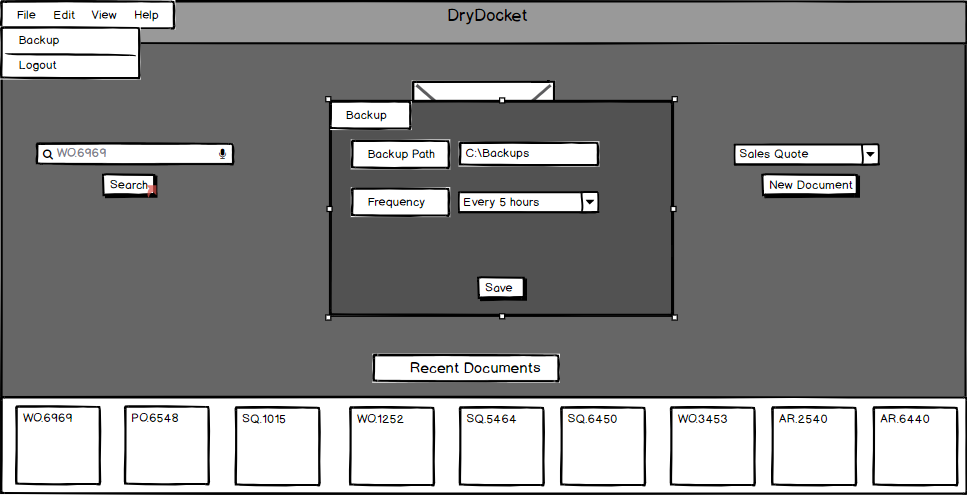 File Edit View Help
DryDocket
Backup
Logout
Backup
WO.6969
Search
Backup Path
C:\Backups
Frequency
Every 5 hours
Save
Sales Quote
New Document
Recent Documents
WO.6969
PO.6548
SQ.1015
WO.1252
SQ.5464
SQ.6450
WO.3453
AR.2540
AR.6440